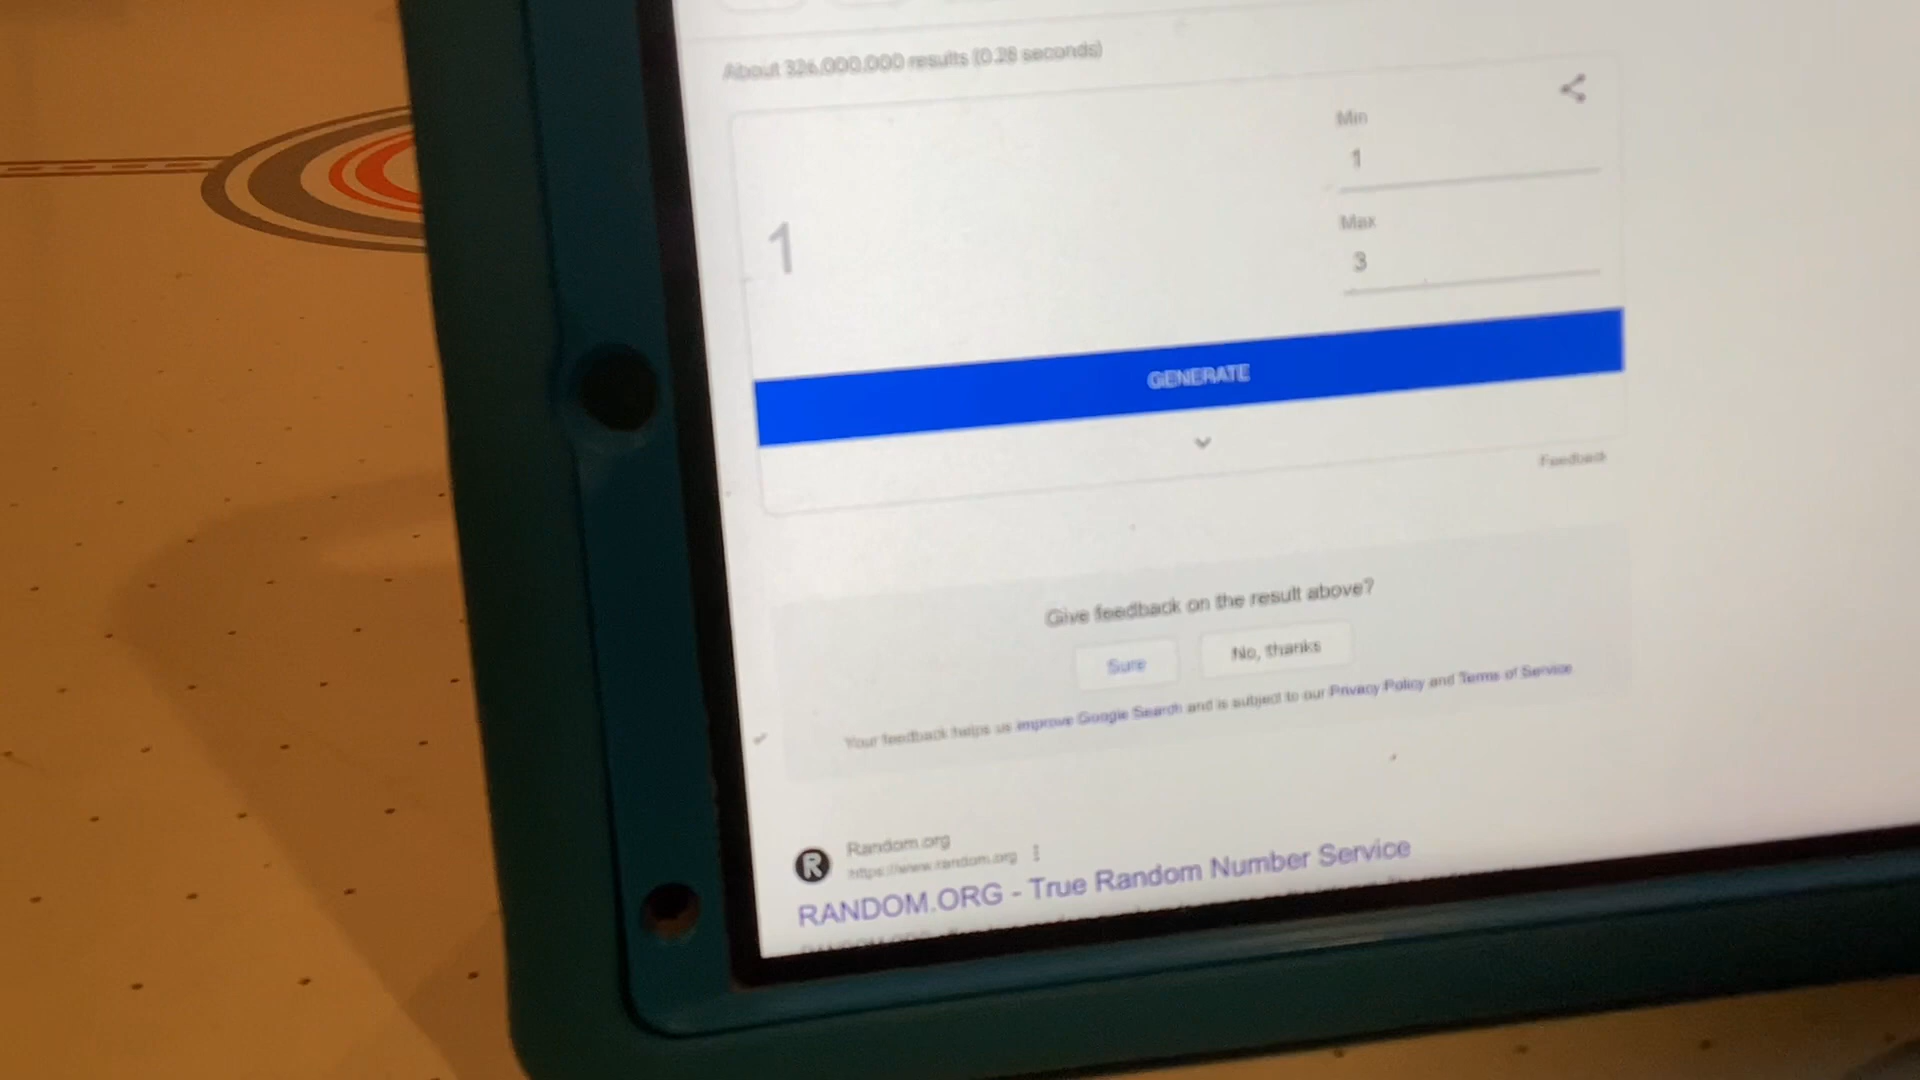 About 326,000,000 results (0.28 seconds)
Min
1
1
Max
3
GENERATE
Feedback
Give feedback on the result above?
Sure
No, thanks
Your feedback helps us improve Google Search and is subject to our Privacy Policy and Terms of Service
R
Random.org
https://www.random.org
RANDOM.ORG - True Random Number Service